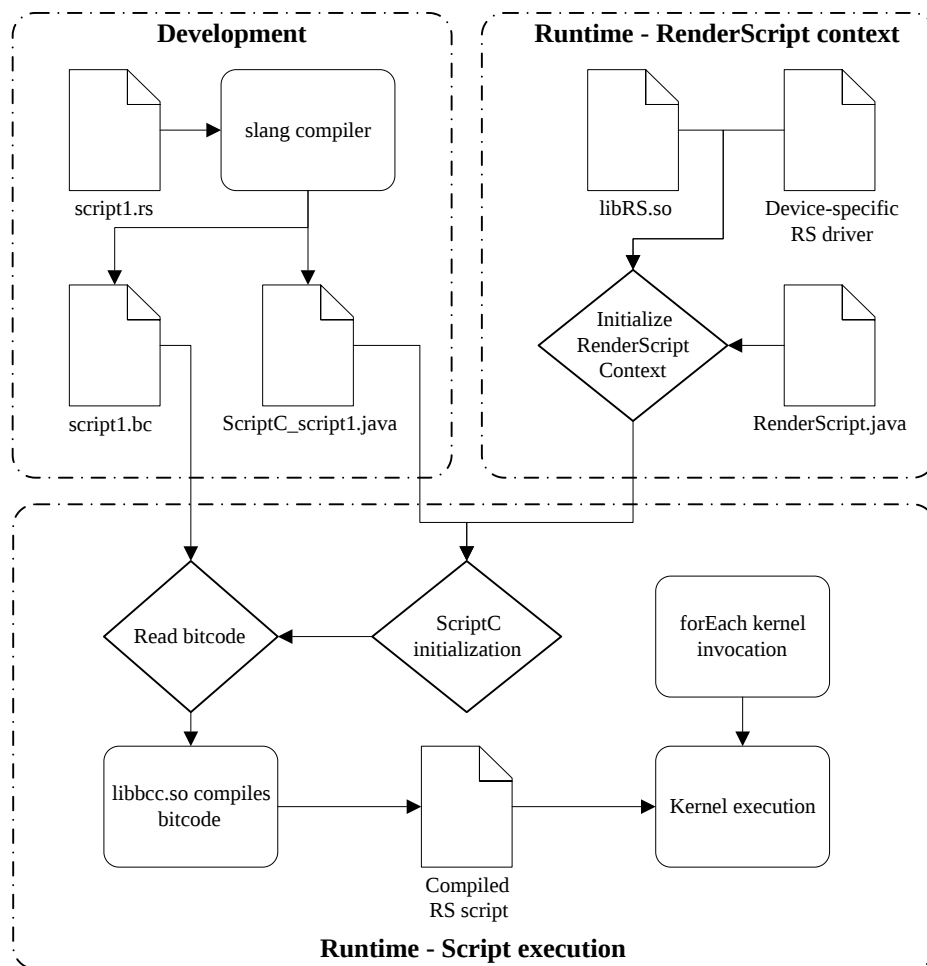 Development
Runtime - RenderScript context
slang compiler
script1.rs
libRS.so
Device-specific
RS driver
Initialize
RenderScript
Context
script1.bc
ScriptC_script1.java
RenderScript.java
Read bitcode
ScriptC
initialization
forEach kernel
invocation
libbcc.so compiles
bitcode
Kernel execution
Compiled
RS script
Runtime - Script execution